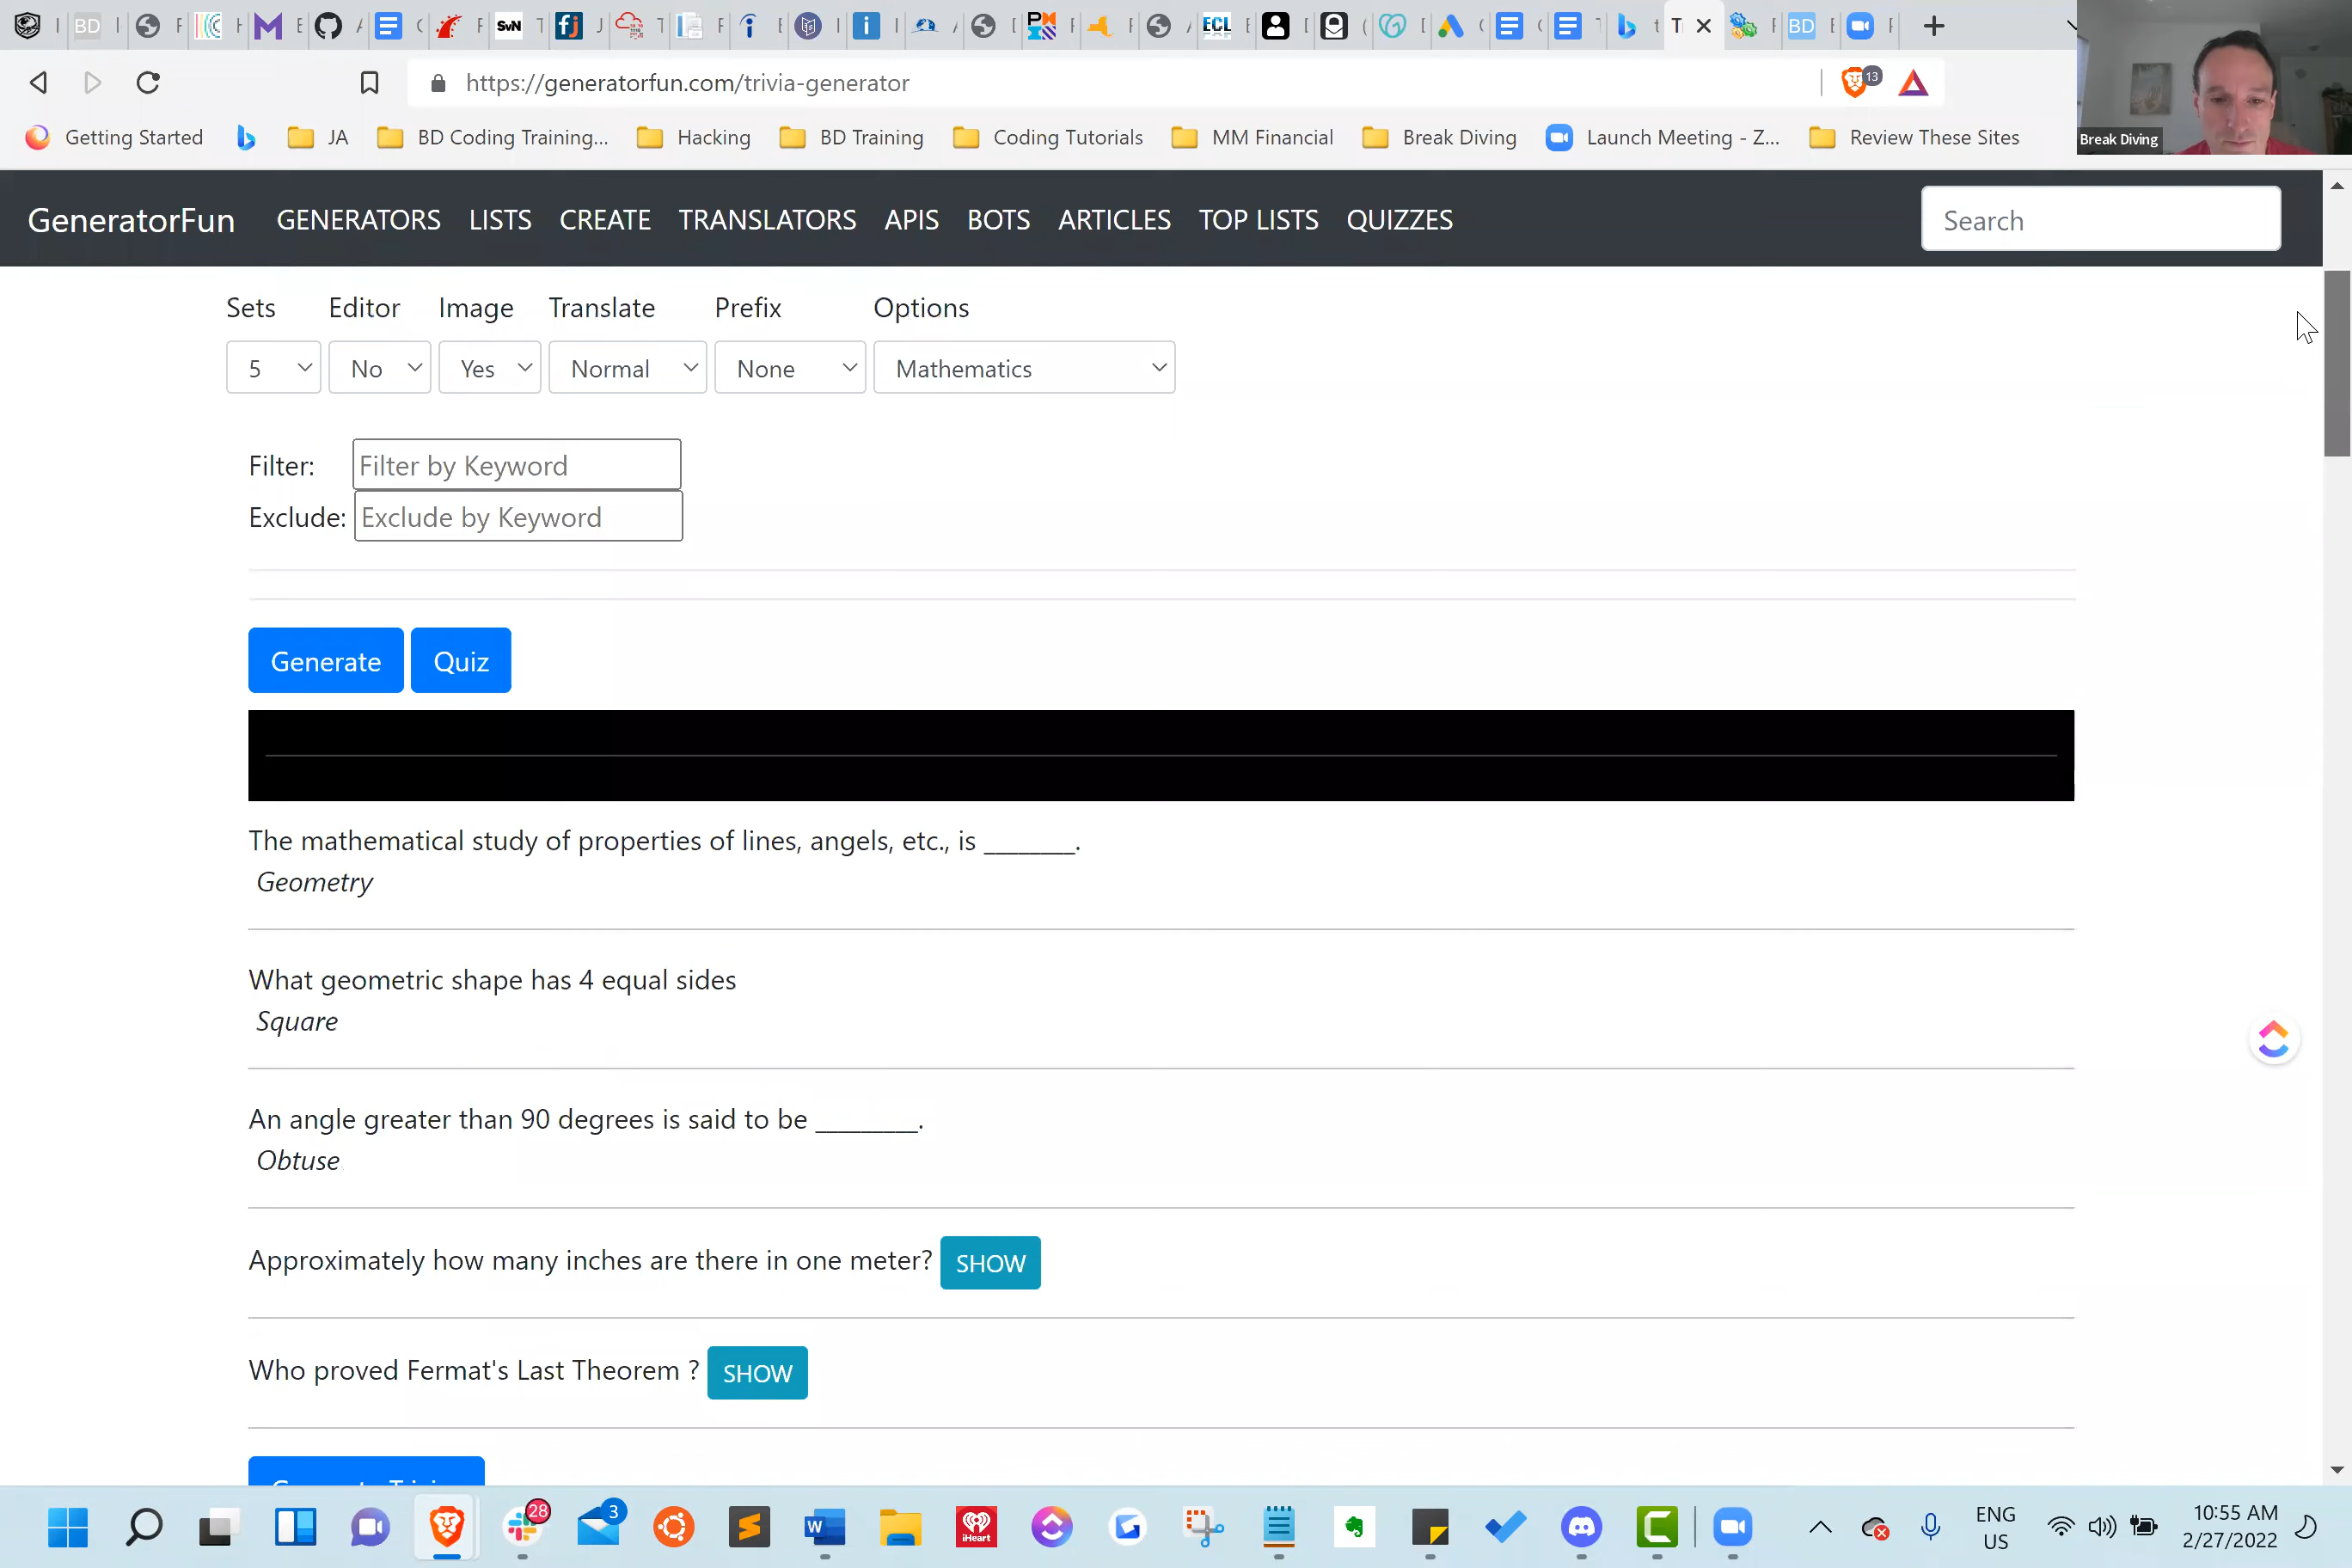 https://generatorfun.com/trivia-generator
13
Getting Started
JA
BD Coding Training...
Hacking
BD Training
Coding Tutorials
MM Financial
Break Diving
Launch Meeting - Z...
Review These Sites
Break Diving
GeneratorFun GENERATORS LISTS CREATE TRANSLATORS APIS BOTS ARTICLES TOP LISTS QUIZZES Search
Sets Editor Image Translate Prefix Options
5 No Yes Normal None Mathematics
Filter: Filter by Keyword
Exclude: Exclude by Keyword
Generate Quiz
The mathematical study of properties of lines, angels, etc., is ________.
Geometry
What geometric shape has 4 equal sides
Square
An angle greater than 90 degrees is said to be _________.
Obtuse
Approximately how many inches are there in one meter? SHOW
Who proved Fermat's Last Theorem ? SHOW
28
3
iHeart
ENG
US
10:55 AM
2/27/2022